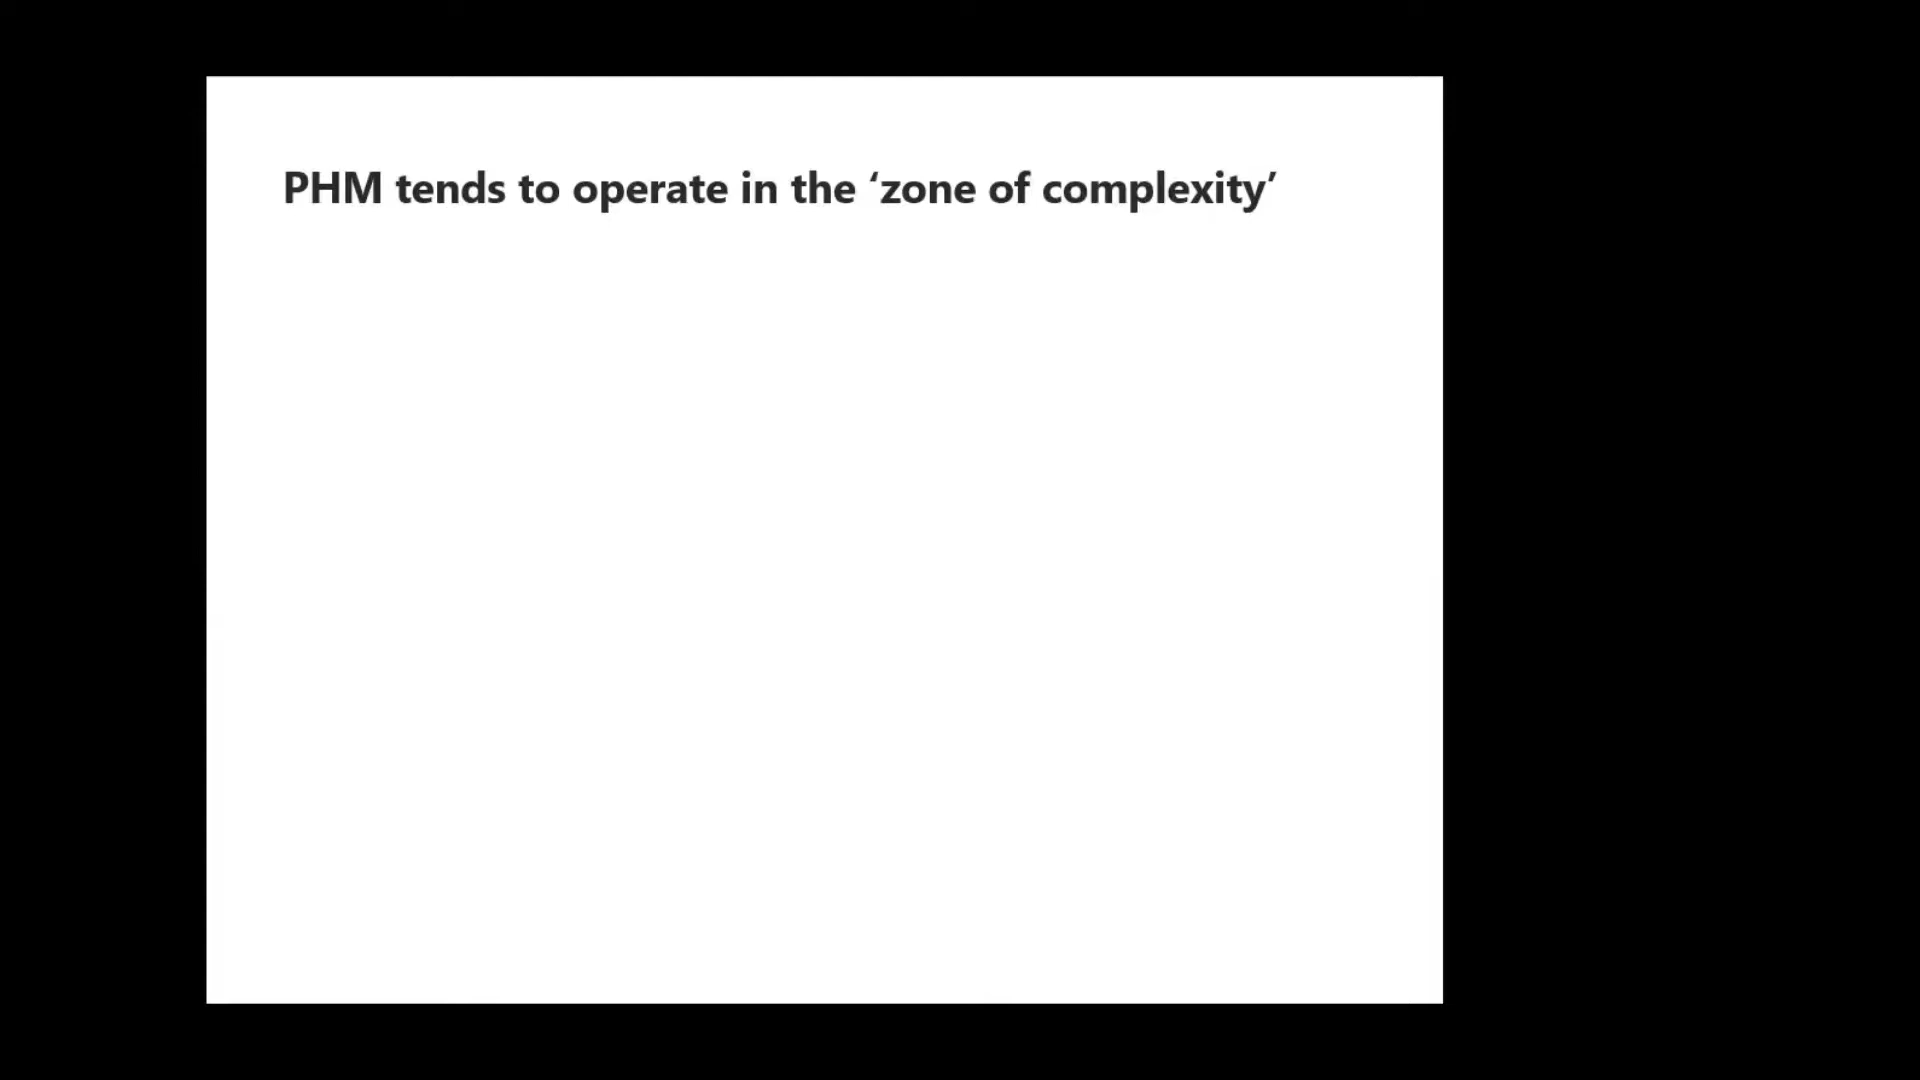 PHM tends to operate in the ‘zone of complexity’